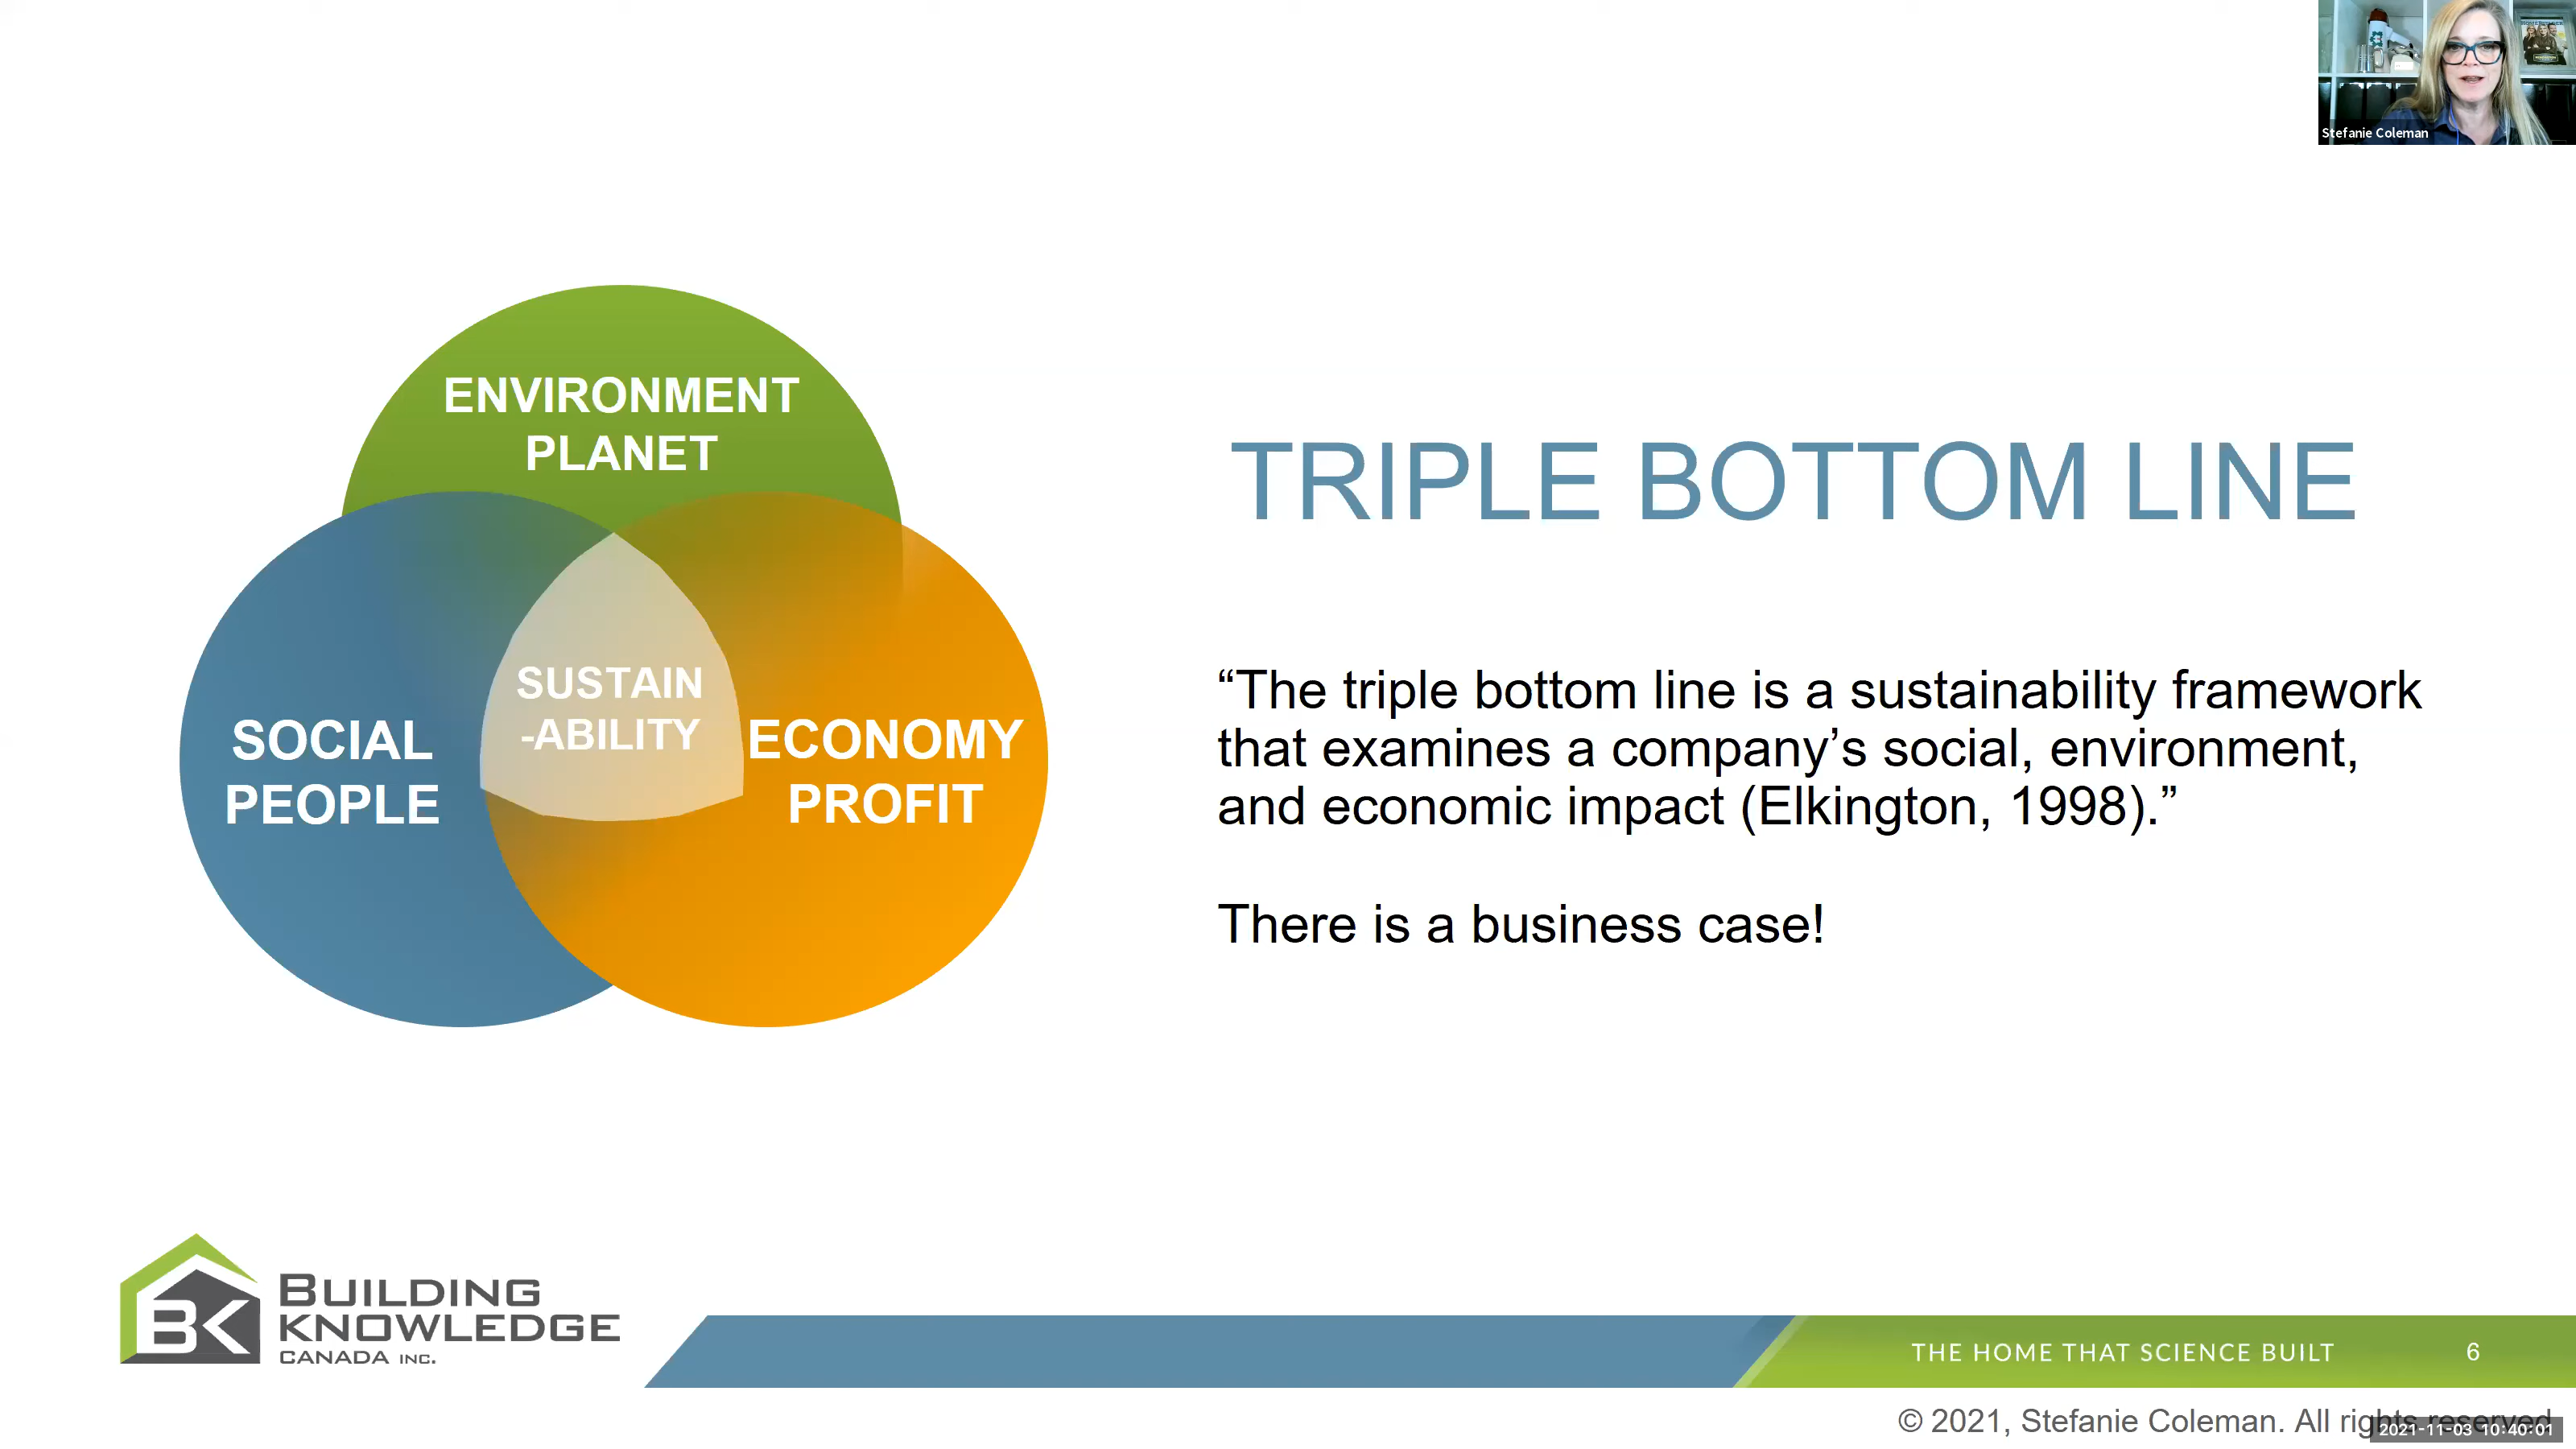 Stefanie Coleman
ENVIRONMENT
PLANET
SUSTAIN
-ABILITY
SOCIAL
PEOPLE
ECONOMY
PROFIT
TRIPLE BOTTOM LINE
“The triple bottom line is a sustainability framework
that examines a company’s social, environment,
and economic impact (Elkington, 1998).”
There is a business case!
BK
BUILDING
KNOWLEDGE
CANADA INC.
THE HOME THAT SCIENCE BUILT
6
© 2021, Stefanie Coleman. All rights reserved
2021-11-03 10:40:01